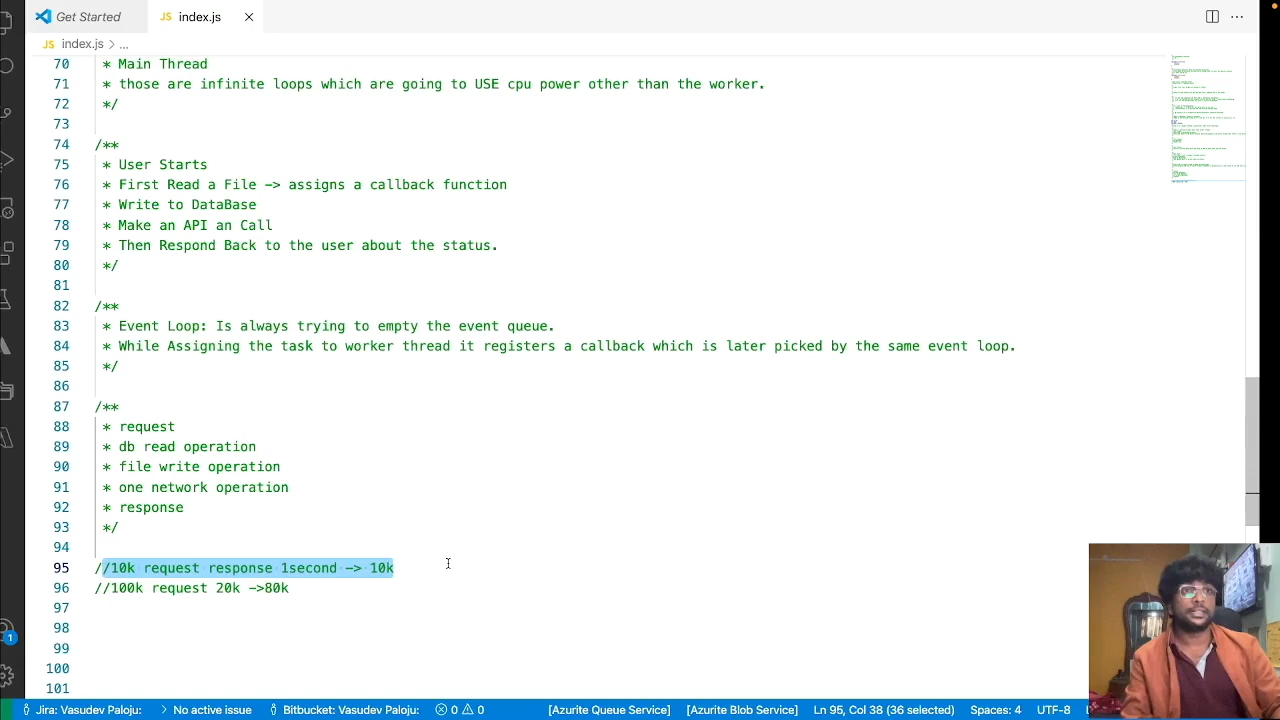 Get Started
JS index.js
JS index.js > ...
70 * Main Thread
71 * those are infinite loops which are going to eat cpu power other than the worker.
72 */
73
74 /**
75 * User Starts
76 * First Read a File -> assigns a callback function
77 * Write to DataBase
78 * Make an API an Call
79 * Then Respond Back to the user about the status.
80 */
81
82 /**
83 * Event Loop: Is always trying to empty the event queue.
84 * While Assigning the task to worker thread it registers a callback which is later picked by the same event loop.
85 */
86
87 /**
88 * request
89 * db read operation
90 * file write operation
91 * one network operation
92 * response
93 */
94
95 //10k request response 1second -> 10k
96 //100k request 20k ->80k
97
98
99
100
101
1
Jira: Vasudev Paloju: No active issue Bitbucket: Vasudev Paloju: 0 0 [Azurite Queue Service] [Azurite Blob Service] Ln 95, Col 38 (36 selected) Spaces: 4 UTF-8